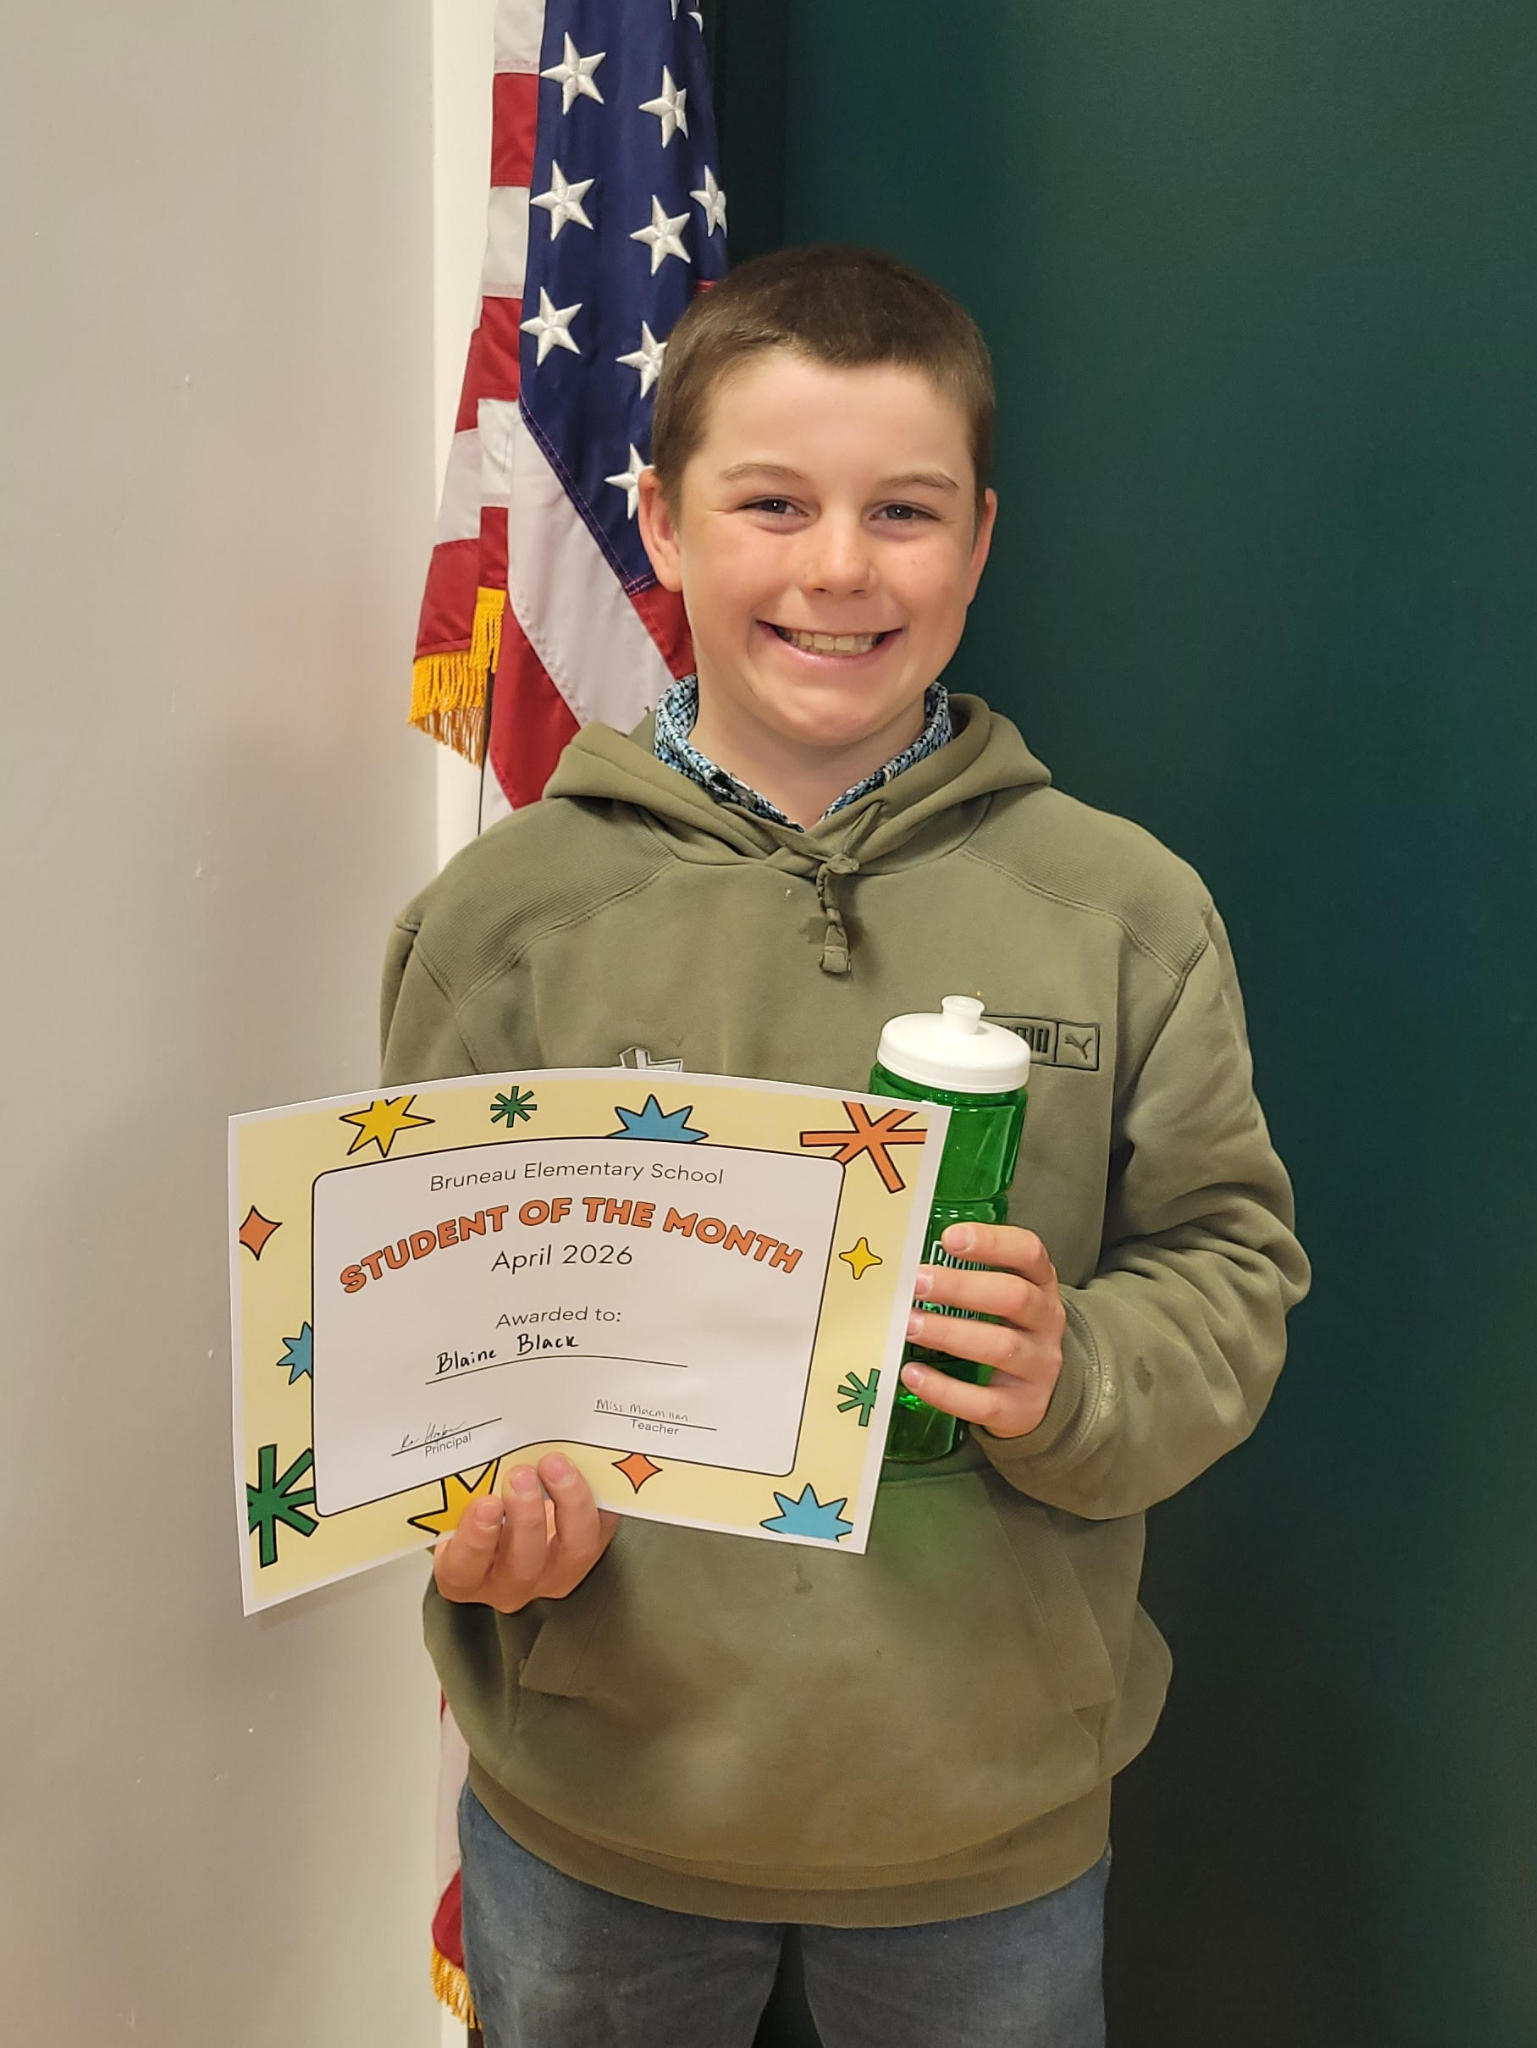 Bruneau Elementary School
STUDENT OF THE MONTH
April 2026
Awarded to:
Blaine Black
Miss Macmillan
Principal
Teacher